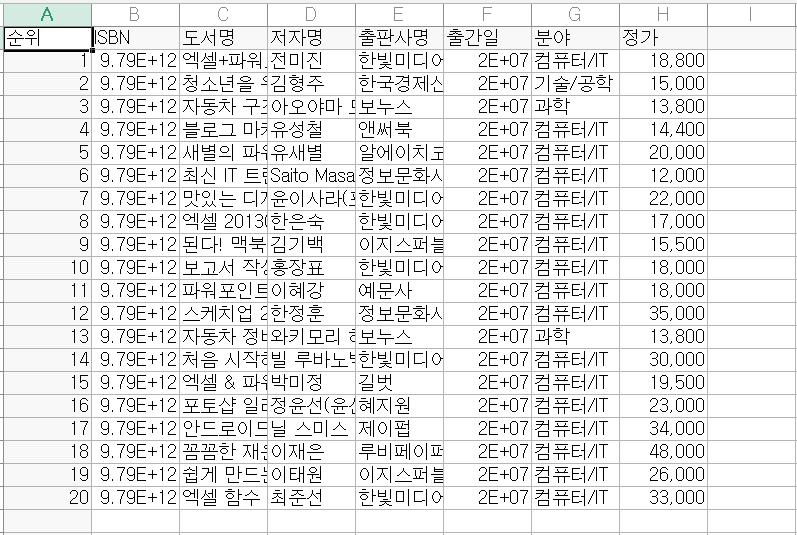 A B C D E F G H I
순위 ISBN 도서명 저자명 출판사명 출간일 분야 정가
1 9.79E+12 엑셀+파워 전미진 한빛미디어 2E+07 컴퓨터/IT 18,800
2 9.79E+12 청소년을 김형주 한국경제신 2E+07 기술/공학 15,000
3 9.79E+12 자동차 구조 아오야마 보누스 2E+07 과학 13,800
4 9.79E+12 블로그 마케 유성철 앤써북 2E+07 컴퓨터/IT 14,400
5 9.79E+12 새별의 파워 유새별 알에이치코 2E+07 컴퓨터/IT 20,000
6 9.79E+12 최신 IT 트렌 Saito Masa 정보문화사 2E+07 컴퓨터/IT 12,000
7 9.79E+12 맛있는 디자 윤이사라( 한빛미디어 2E+07 컴퓨터/IT 22,000
8 9.79E+12 엑셀 2013 한은숙 한빛미디어 2E+07 컴퓨터/IT 17,000
9 9.79E+12 된다! 맥북 김기백 이지스퍼블 2E+07 컴퓨터/IT 15,500
10 9.79E+12 보고서 작성 홍장표 한빛미디어 2E+07 컴퓨터/IT 18,000
11 9.79E+12 파워포인트 이혜강 예문사 2E+07 컴퓨터/IT 18,000
12 9.79E+12 스케치업 2 한정훈 정보문화사 2E+07 컴퓨터/IT 35,000
13 9.79E+12 자동차 정비 와키모리 보누스 2E+07 과학 13,800
14 9.79E+12 처음 시작하 빌 루바노빅 한빛미디어 2E+07 컴퓨터/IT 30,000
15 9.79E+12 엑셀 & 파워 박미정 길벗 2E+07 컴퓨터/IT 19,500
16 9.79E+12 포토샵 일러 정윤선(윤선 혜지원 2E+07 컴퓨터/IT 23,000
17 9.79E+12 안드로이드 닐 스미스 제이펍 2E+07 컴퓨터/IT 34,000
18 9.79E+12 꼼꼼한 재은 이재은 루비페이퍼 2E+07 컴퓨터/IT 48,000
19 9.79E+12 쉽게 만드는 이태원 이지스퍼블 2E+07 컴퓨터/IT 26,000
20 9.79E+12 엑셀 함수 최준선 한빛미디어 2E+07 컴퓨터/IT 33,000